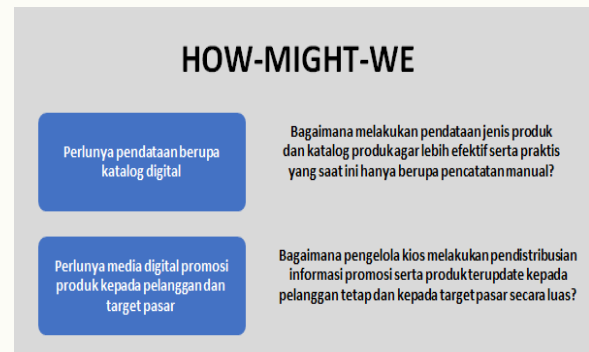 HOW-MIGHT-WE
Perlunya pendataan berupa
katalog digital
Bagaimana melakukan pendataan jenis produk
dan katalog produk agar lebih efektif serta praktis
yang saat ini hanya berupa pencatatan manual?
Perlunya media digital promosi
produk kepada pelanggan dan
target pasar
Bagaimana pengelola kios melakukan pendistribusian
informasi promosi serta produk terupdate kepada
pelanggan tetap dan kepada target pasar secara luas?